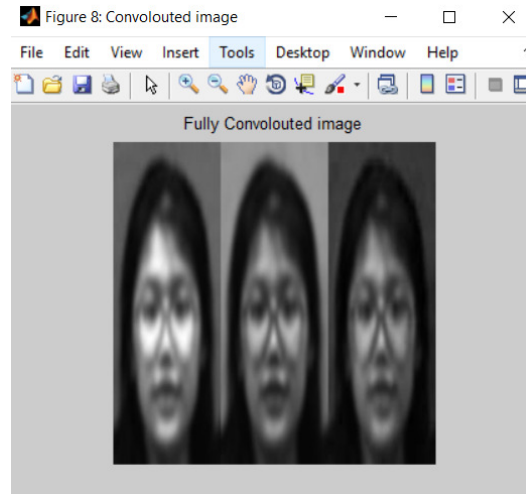 Figure 8: Convolouted image
File Edit View Insert Tools Desktop Window Help
Fully Convolouted image